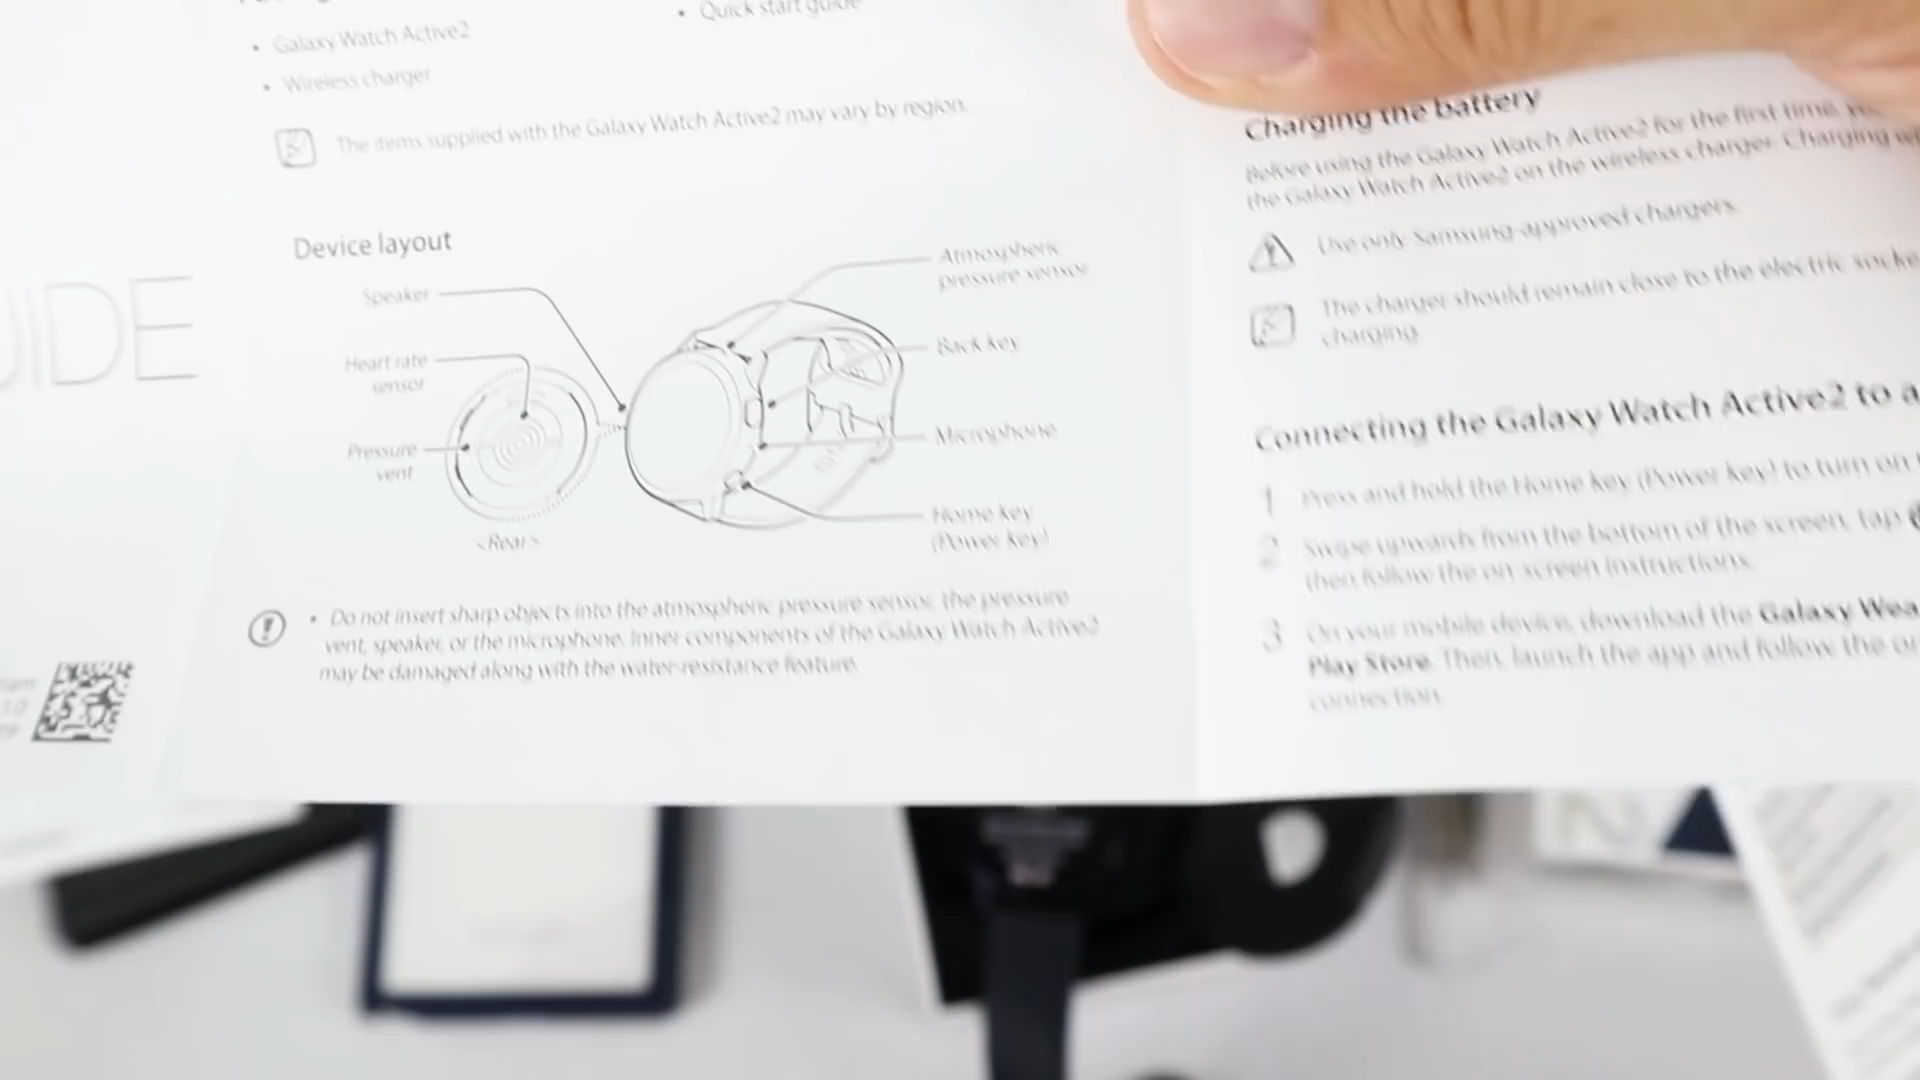 UIDE
• Galaxy Watch Active2
• Wireless charger
• Quick start guide
The items supplied with the Galaxy Watch Active2 may vary by region.
Device layout
Speaker
Heart rate
sensor
Pressure
vent
<Rear>
Atmospheric
pressure sensor
Back key
Microphone
Home key
(Power key)
• Do not insert sharp objects into the atmospheric pressure sensor, the pressure
vent, speaker, or the microphone. Inner components of the Galaxy Watch Active2
may be damaged along with the water-resistance feature.
Charging the battery
Before using the Galaxy Watch Active2 for the first time,
the Galaxy Watch Active2 on the wireless charger. Charging
Use only Samsung-approved chargers.
The charger should remain close to the electric socke
charging.
Connecting the Galaxy Watch Active2 to a
1 Press and hold the Home key (Power key) to turn on
2 Swipe upwards from the bottom of the screen, tap
then follow the on-screen instructions.
3 On your mobile device, download the Galaxy Wea
Play Store. Then, launch the app and follow the on
connection.